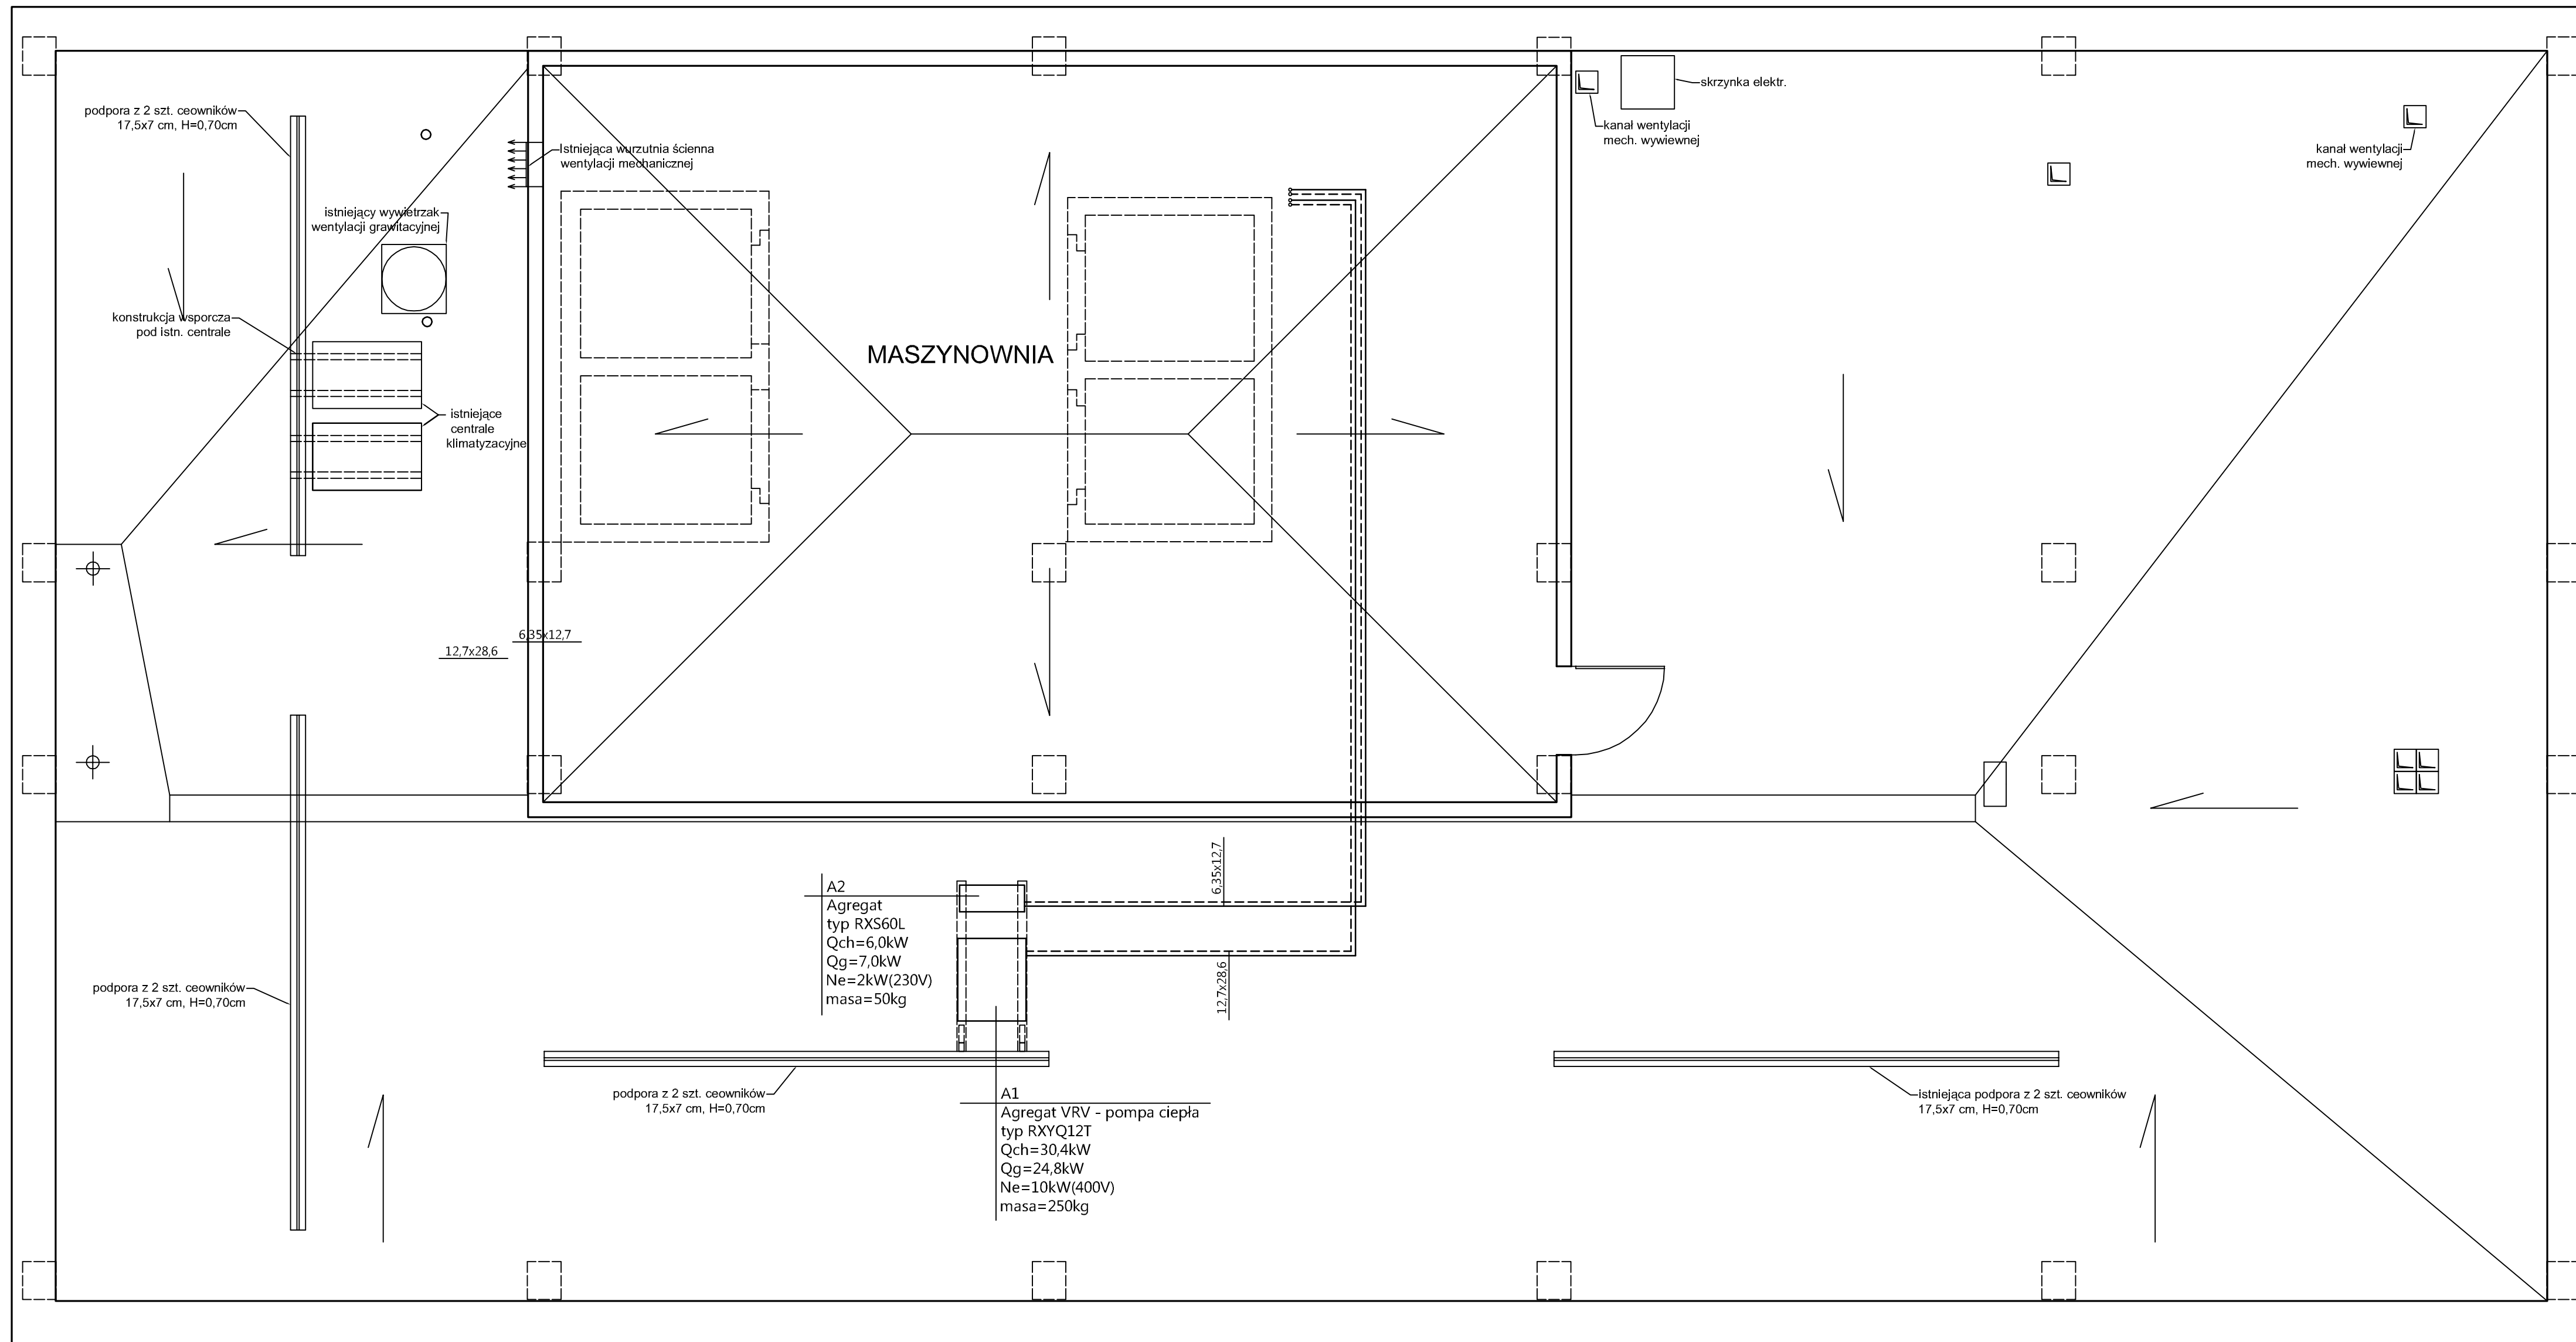 podpora z 2 szt. ceowników
17,5x7 cm, H=0,70cm
skrzynka elektr.
kanał wentylacji
mech. wywiewnej
kanał wentylacji
mech. wywiewnej
Istniejąca wurzutnia ścienna
wentylacji mechanicznej
istniejący wywietrzak
wentylacji grawitacyjnej
konstrukcja wsporcza
pod istn. centrale
MASZYNOWNIA
istniejące
centrale
klimatyzacyjne
6,35x12,7
12,7x28,6
6,35x12,7
A2
Agregat
typ RXS60L
Qch=6,0kW
Qg=7,0kW
Ne=2kW(230V)
masa=50kg
12,7x28,6
podpora z 2 szt. ceowników
17,5x7 cm, H=0,70cm
podpora z 2 szt. ceowników
17,5x7 cm, H=0,70cm
A1
Agregat VRV - pompa ciepła
typ RXYQ12T
Qch=30,4kW
Qg=24,8kW
Ne=10kW(400V)
masa=250kg
istniejąca podpora z 2 szt. ceowników
17,5x7 cm, H=0,70cm